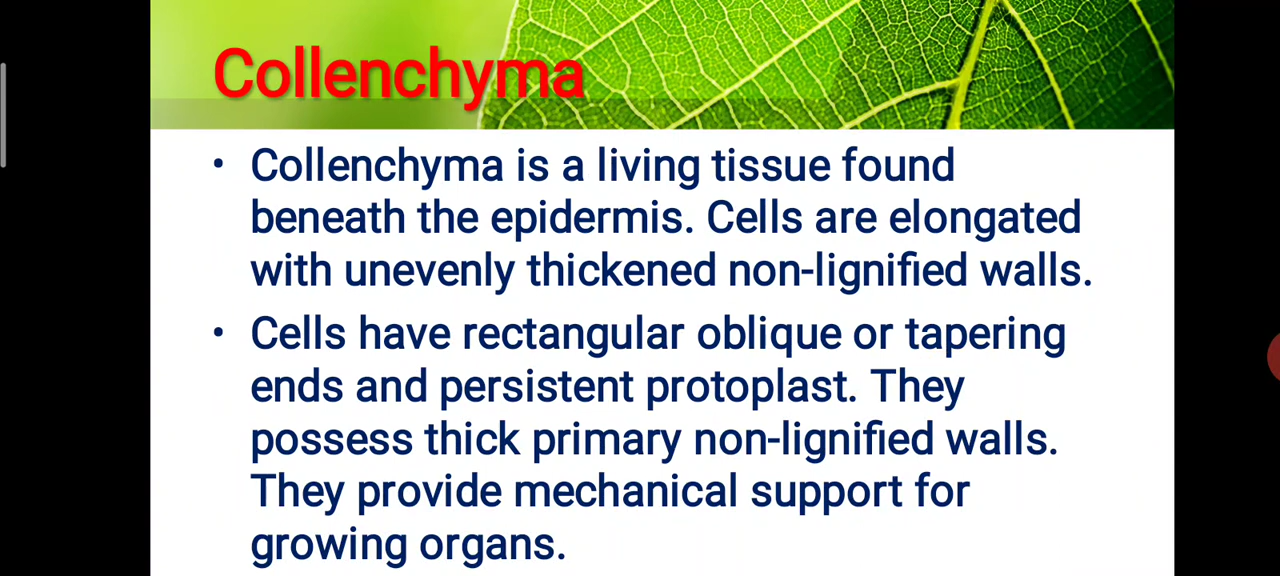 Collenchyma
• Collenchyma is a living tissue found
beneath the epidermis. Cells are elongated
with unevenly thickened non-lignified walls.
• Cells have rectangular oblique or tapering
ends and persistent protoplast. They
possess thick primary non-lignified walls.
They provide mechanical support for
growing organs.